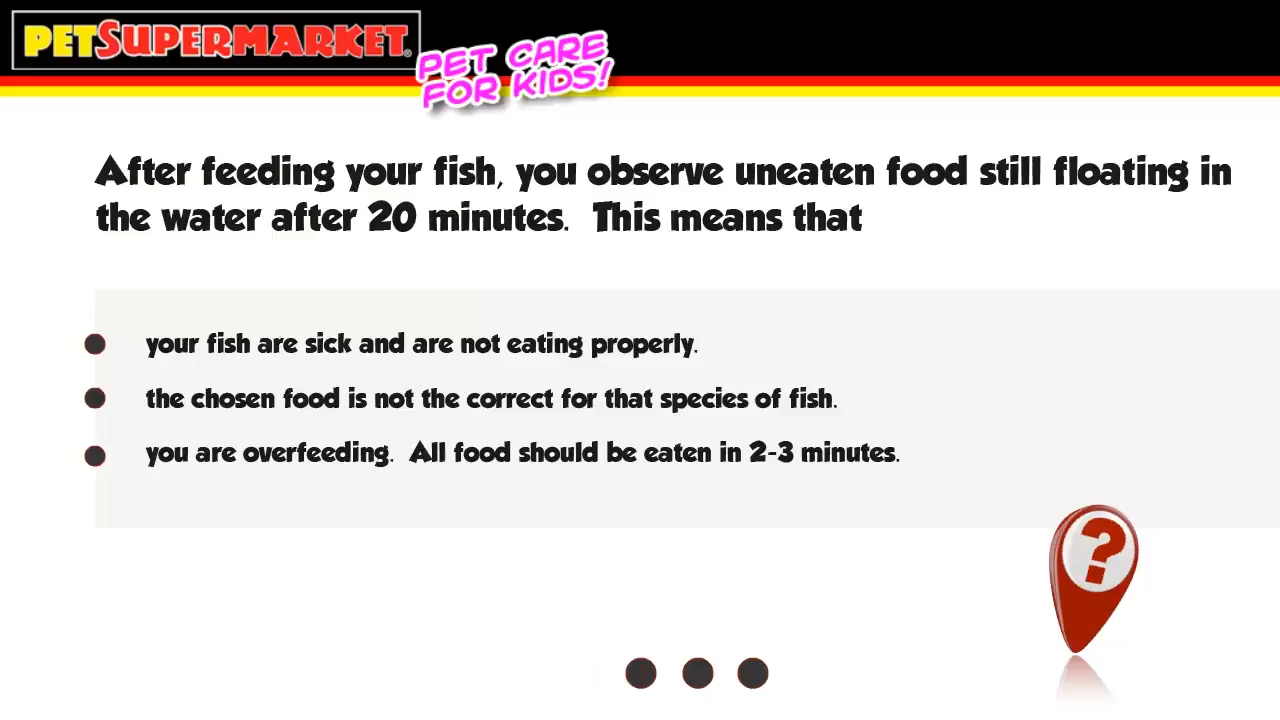 PETSUPERMARKET®
PET CARE
FOR KIDS!
After feeding your fish, you observe uneaten food still floating in
the water after 20 minutes.  This means that
your fish are sick and are not eating properly.
the chosen food is not the correct for that species of fish.
you are overfeeding.  All food should be eaten in 2-3 minutes.
?